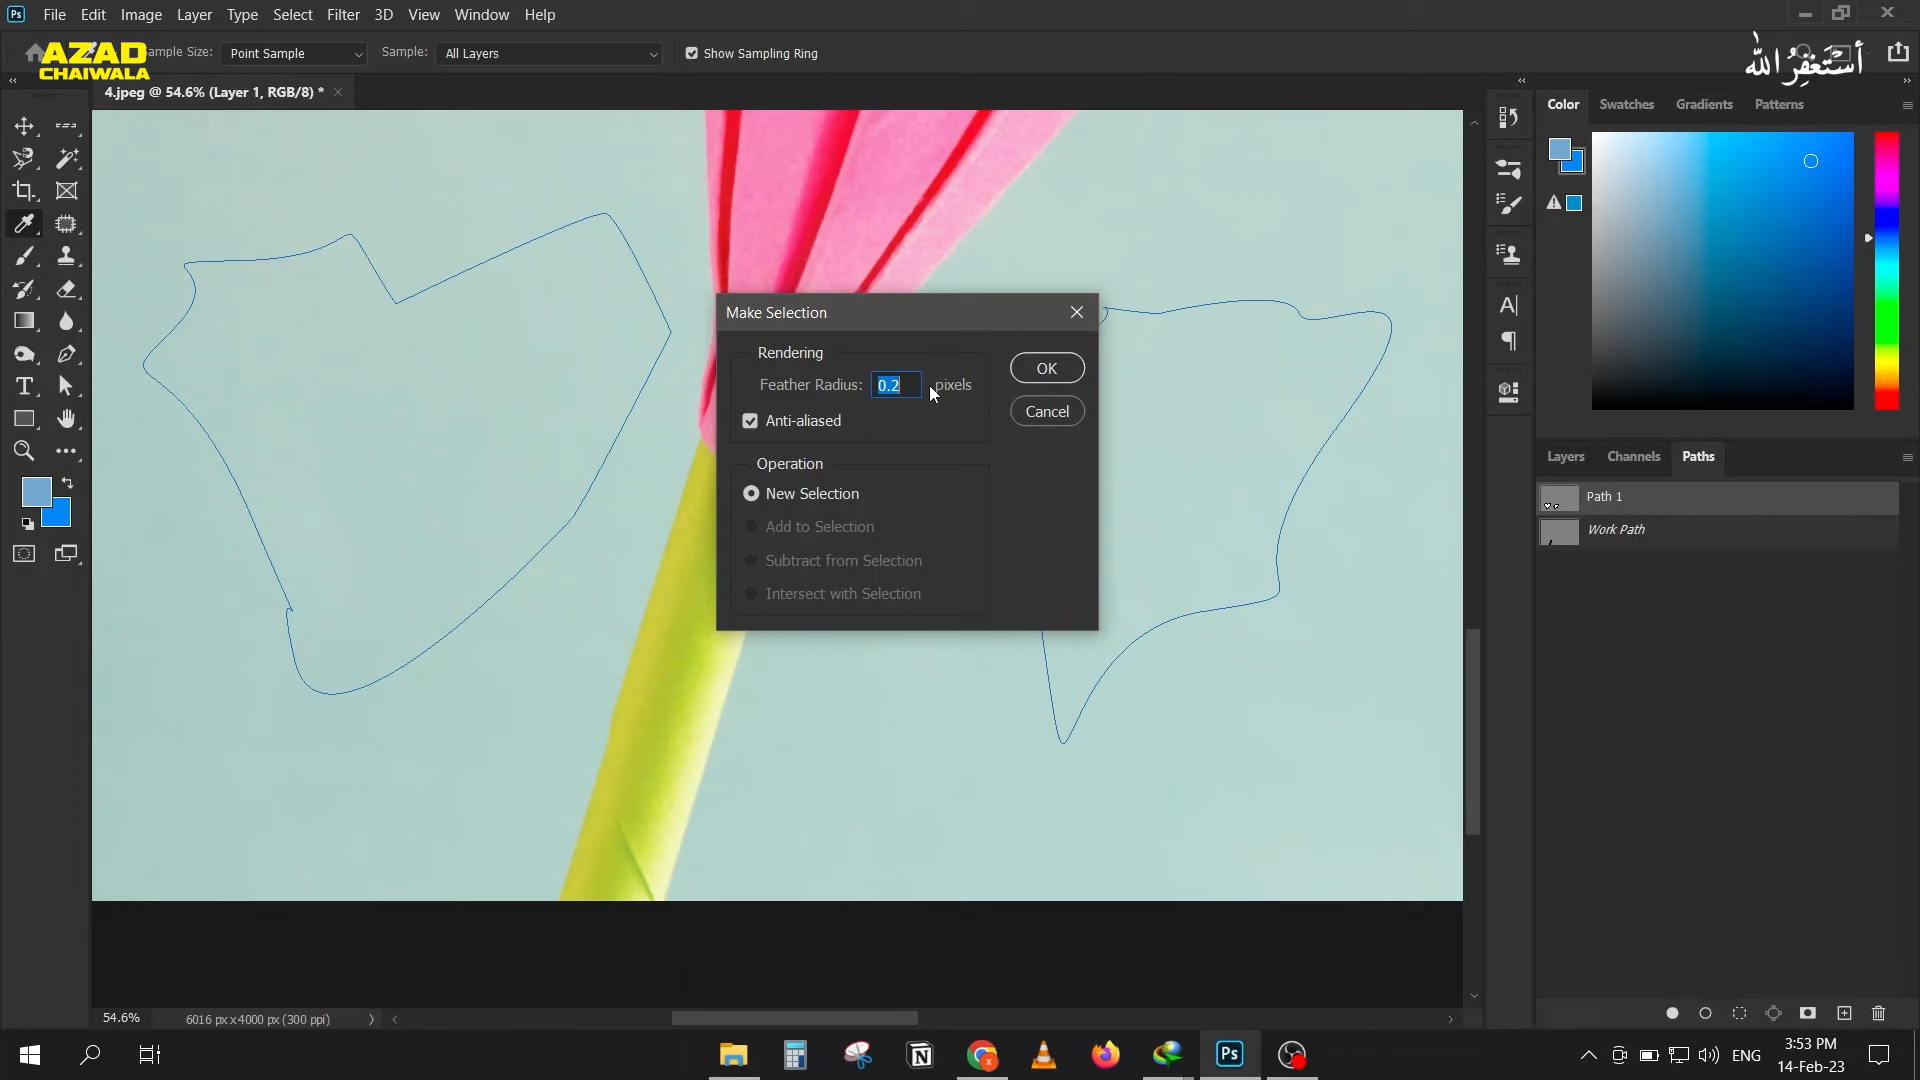 File Edit Image Layer Type Select Filter 3D View Window Help
AZAD
CHAIWALA
Sample Size: Point Sample Sample: All Layers Show Sampling Ring
أستغفر الله
4.jpeg @ 54.6% (Layer 1, RGB/8) *
Color Swatches Gradients Patterns
Make Selection
Rendering
Feather Radius: 0.2 pixels
OK
Anti-aliased
Cancel
Operation
New Selection
Add to Selection
Subtract from Selection
Intersect with Selection
Layers Channels Paths
Path 1
Work Path
54.6% 6016 px x 4000 px (300 ppi)
ENG
3:53 PM
14-Feb-23